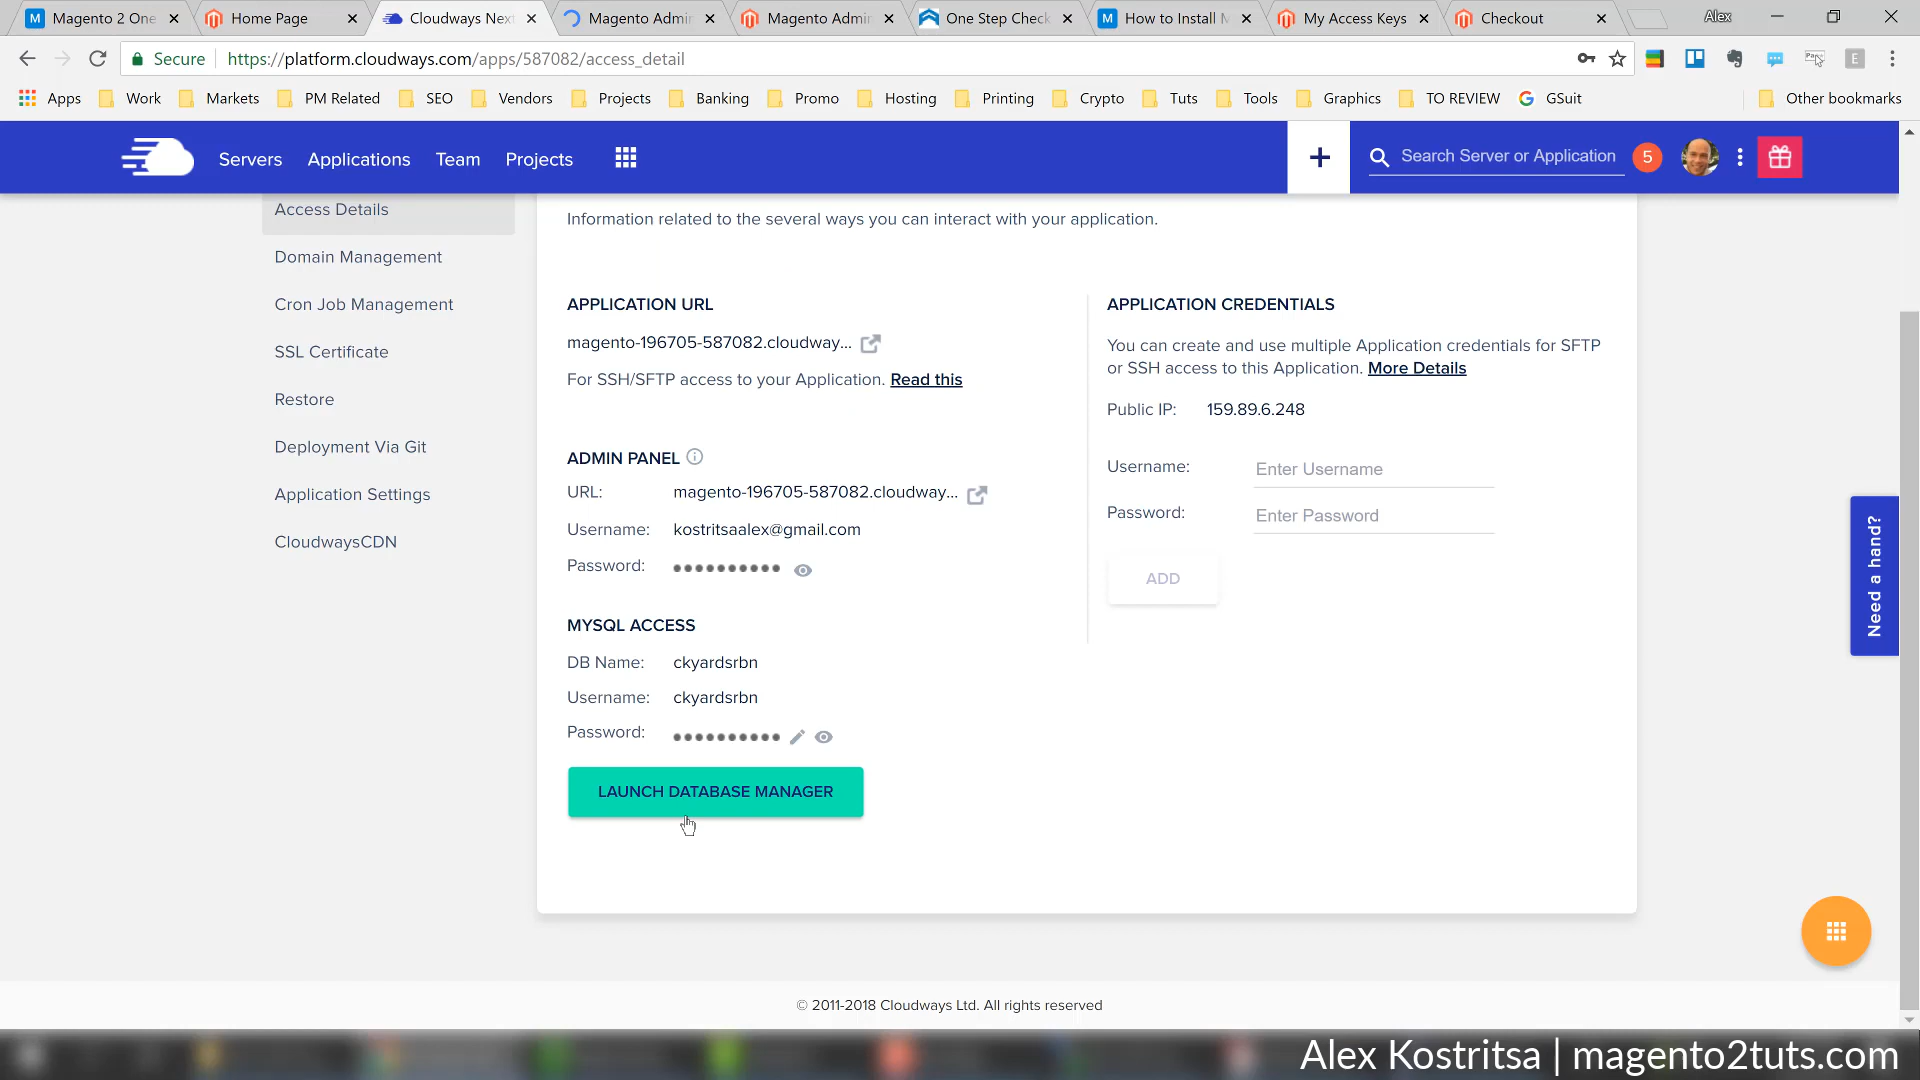 Magento 2 One
Home Page
Cloudways Next
Magento Admin
Magento Admin
One Step Check
How to Install M
My Access Keys
Checkout
Alex
Secure
https://platform.cloudways.com/apps/587082/access_detail
Apps
Work
Markets
PM Related
SEO
Vendors
Projects
Banking
Promo
Hosting
Printing
Crypto
Tuts
Tools
Graphics
TO REVIEW
GSuit
Other bookmarks
Servers
Applications
Team
Projects
+
Search Server or Application
5
Access Details
Domain Management
Cron Job Management
SSL Certificate
Restore
Deployment Via Git
Application Settings
CloudwaysCDN
Information related to the several ways you can interact with your application.
APPLICATION URL
magento-196705-587082.cloudway...
For SSH/SFTP access to your Application. Read this
ADMIN PANEL
URL: magento-196705-587082.cloudway...
Username: kostritsaalex@gmail.com
Password: ••••••••••
MYSQL ACCESS
DB Name: ckyardsrbn
Username: ckyardsrbn
Password: ••••••••••
LAUNCH DATABASE MANAGER
APPLICATION CREDENTIALS
You can create and use multiple Application credentials for SFTP
or SSH access to this Application. More Details
Public IP: 159.89.6.248
Username: Enter Username
Password: Enter Password
ADD
Need a hand?
© 2011-2018 Cloudways Ltd. All rights reserved
Alex Kostritsa | magento2tuts.com